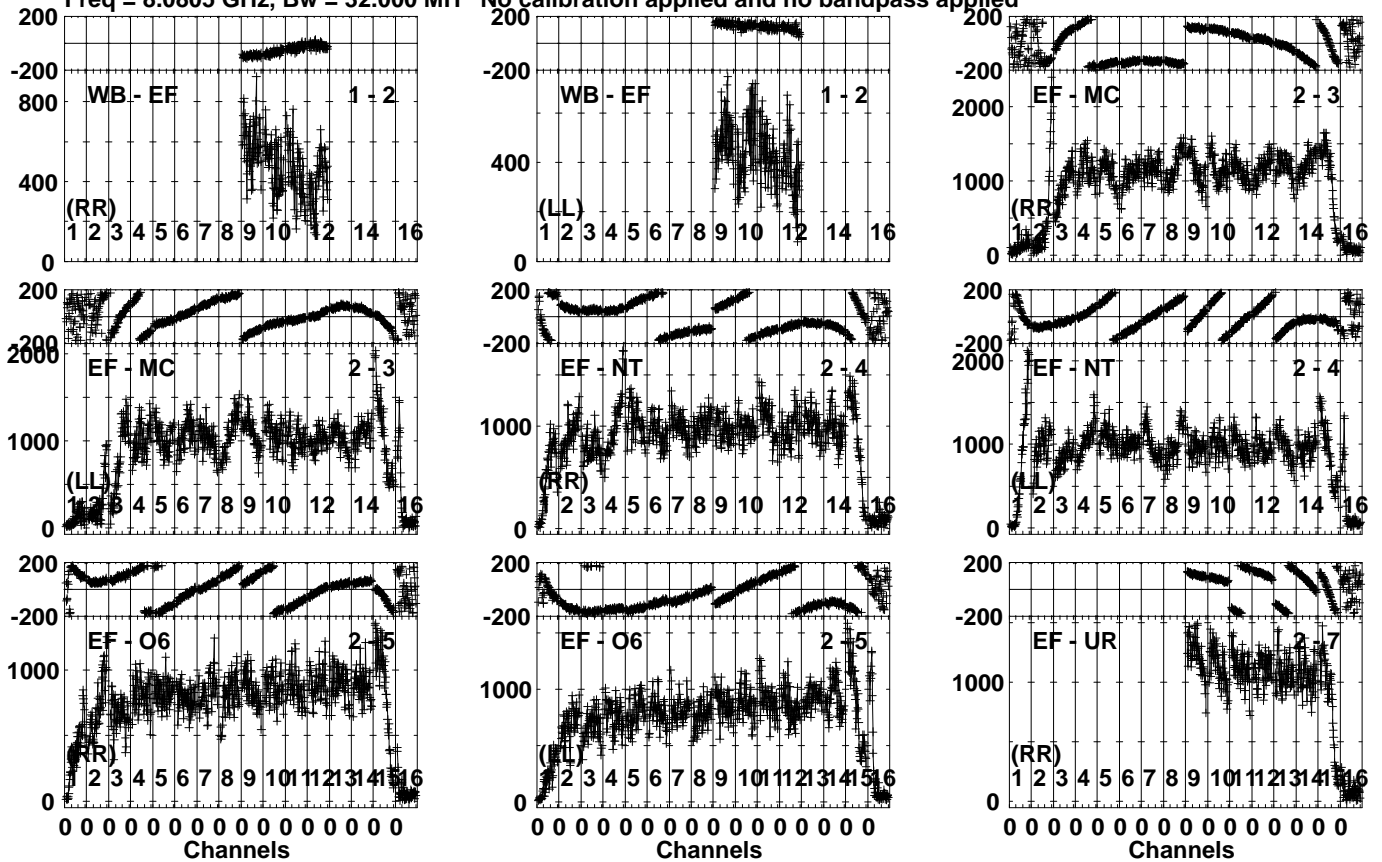 Freq = 8.0805 GHz, Bw = 32.000 MH No calibration applied and no bandpass applied
200
-200
WB - EF 1 - 2
800
400
(RR)
1 2 3 4 5 6 7 8 9 10 12 14 16
0
200
-200
WB - EF 1 - 2
400
(LL)
1 2 3 4 5 6 7 8 9 10 12 14 16
0
200
-200
EF - MC 2 - 3
2000
1000
(RR)
1 2 3 4 5 6 7 8 9 10 12 14 16
0
200
-200
2000
EF - MC 2 - 3
1000
(LL)
1 2 3 4 5 6 7 8 9 10 12 14 16
0
200
-200
EF - NT 2 - 4
1000
(RR)
2 3 4 5 6 7 8 9 10 12 14 16
0
200
-200
EF - NT 2 - 4
2000
1000
(LL)
1 2 3 4 5 6 7 8 9 10 12 14 16
0
200
-200
EF - O6 2 - 5
1000
(RR)
1 2 3 4 5 6 7 8 9 10 11 12 13 14 15 16
0
0 0 0 0 0 0 0 0 0 0 0 0 0 0 0 0
Channels
200
-200
EF - O6 2 - 5
1000
(LL)
1 2 3 4 5 6 7 8 9 10 11 12 13 14 15 16
0
0 0 0 0 0 0 0 0 0 0 0 0 0 0 0 0
Channels
200
-200
EF - UR 2 - 7
1000
(RR)
1 2 3 4 5 6 7 8 9 10 11 12 13 14 15 16
0
0 0 0 0 0 0 0 0 0 0 0 0 0 0 0 0
Channels